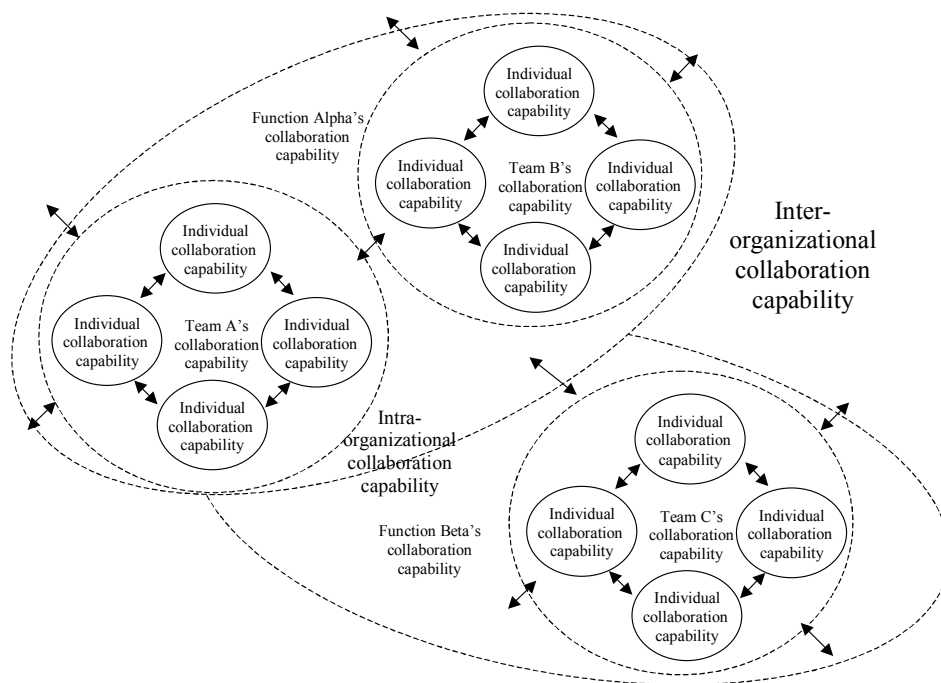 Individual
collaboration
capability
Function Alpha's
collaboration
capability
Individual
collaboration
capability
Team B's
collaboration
capability
Individual
collaboration
capability
Individual
collaboration
capability
Inter-
organizational
collaboration
capability
Individual
collaboration
capability
Individual
collaboration
capability
Team A's
collaboration
capability
Individual
collaboration
capability
Individual
collaboration
capability
Intra-
organizational
collaboration
capability
Individual
collaboration
capability
Function Beta's
collaboration
capability
Individual
collaboration
capability
Team C's
collaboration
capability
Individual
collaboration
capability
Individual
collaboration
capability